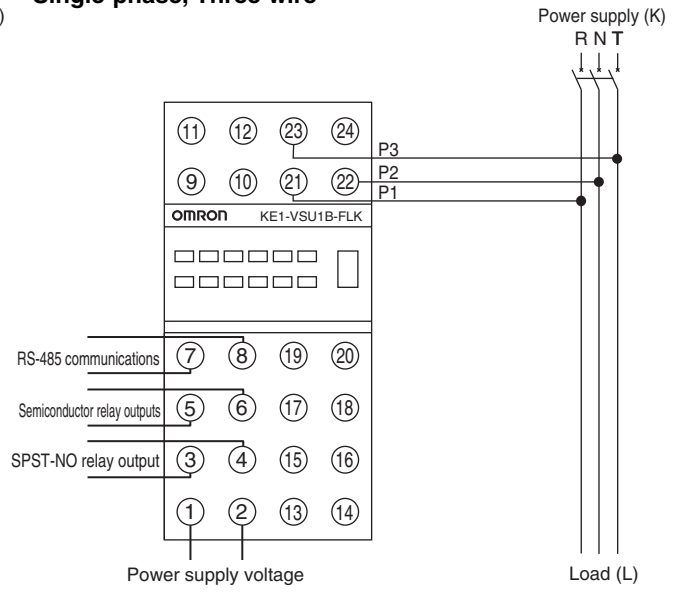 Single-phase, Three-wire
)
Power supply (K)
R N T
11 12 23 24
P3
9 10 21 22
P2
P1
OMRON KE1-VSU1B-FLK
RS-485 communications
7 8 19 20
Semiconductor relay outputs
5 6 17 18
SPST-NO relay output
3 4 15 16
1 2 13 14
Power supply voltage
Load (L)